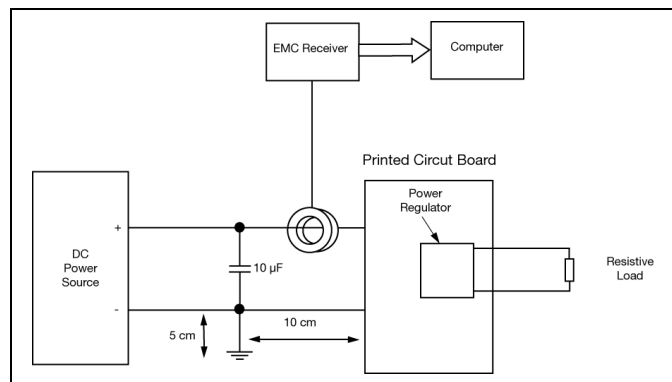 EMC Receiver
Computer
Printed Circut Board
Power
Regulator
+
DC
Power
Source
-
10 µF
5 cm
10 cm
Resistive
Load